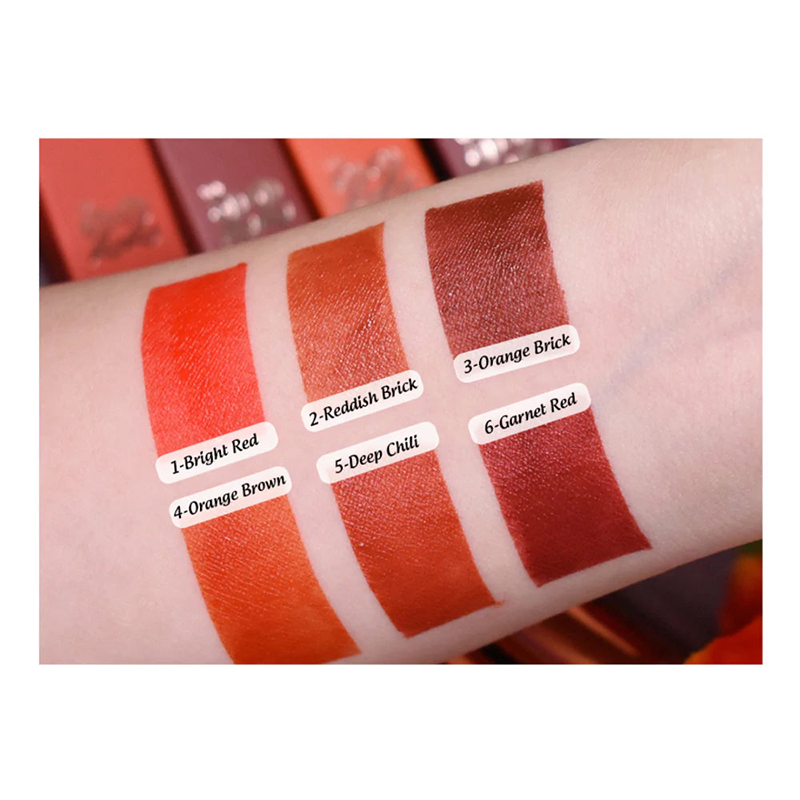 1-Bright Red
2-Reddish Brick
3-Orange Brick
4-Orange Brown
5-Deep Chili
6-Garnet Red